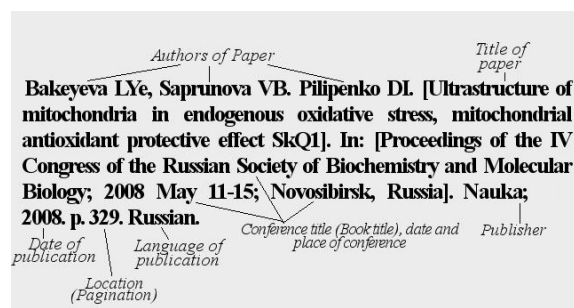 Authors of Paper
Title of
paper
Bakeyeva LYe, Saprunova VB. Pilipenko DI. [Ultrastructure of
mitochondria in endogenous oxidative stress, mitochondrial
antioxidant protective effect SkQ1]. In: [Proceedings of the IV
Congress of the Russian Society of Biochemistry and Molecular
Biology; 2008 May 11-15; Novosibirsk, Russia]. Nauka;
2008. p. 329. Russian.
Date of
publication
Location
(Pagination)
Language of
publication
Conference title (Book title), date and
place of conference
Publisher